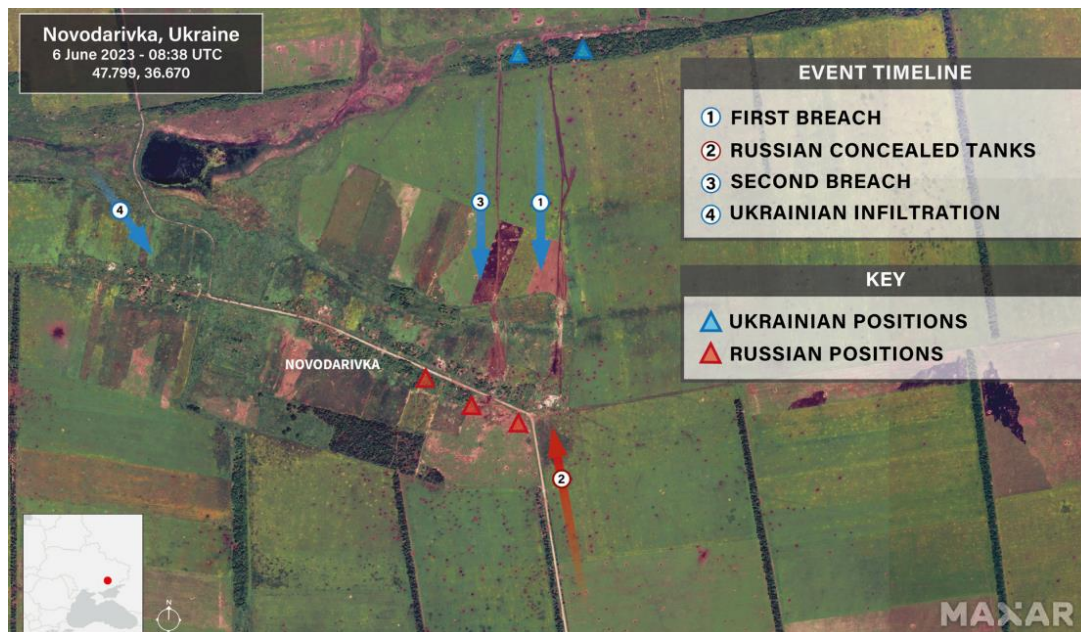 Novodarivka, Ukraine
6 June 2023 - 08:38 UTC
47.799, 36.670
EVENT TIMELINE
1 FIRST BREACH
2 RUSSIAN CONCEALED TANKS
3 SECOND BREACH
4 UKRAINIAN INFILTRATION
KEY
UKRAINIAN POSITIONS
RUSSIAN POSITIONS
4
3
1
NOVODARIVKA
2
N
MAXAR